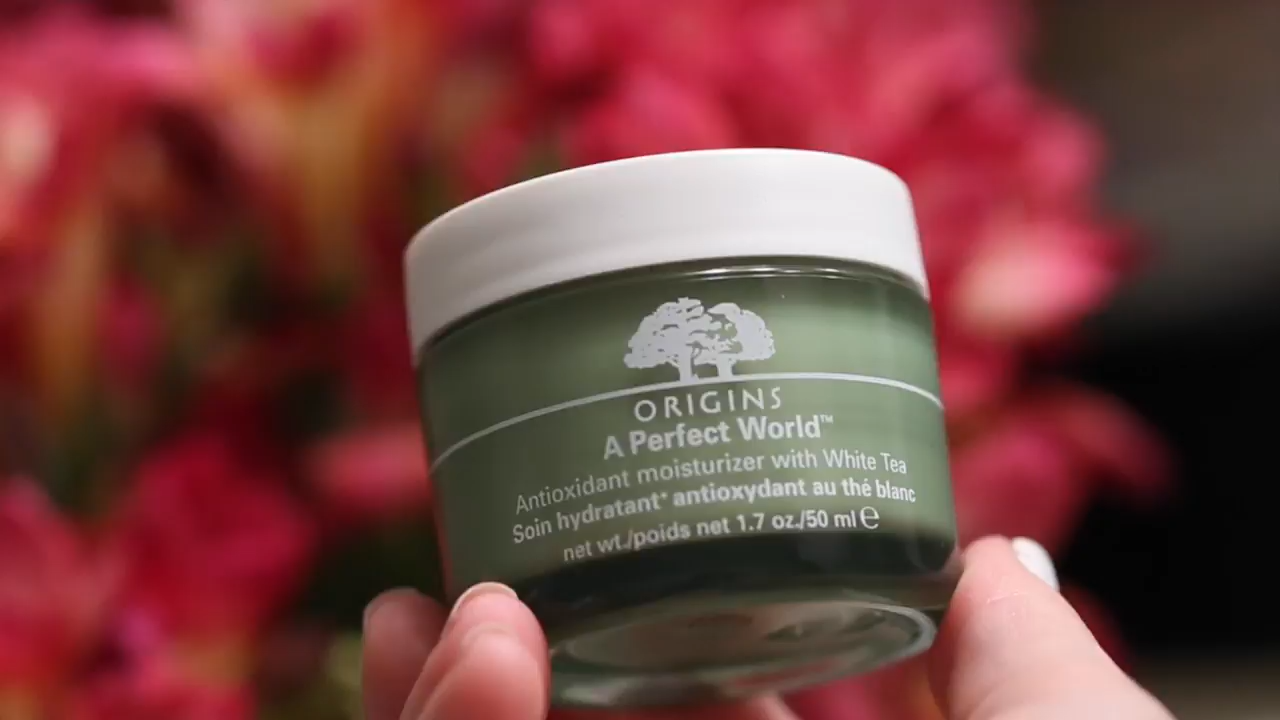 ORIGINS
A Perfect World™
Antioxidant moisturizer with White Tea
Soin hydratant* antioxydant au thé blanc
net wt./poids net 1.7 oz./50 ml ℮